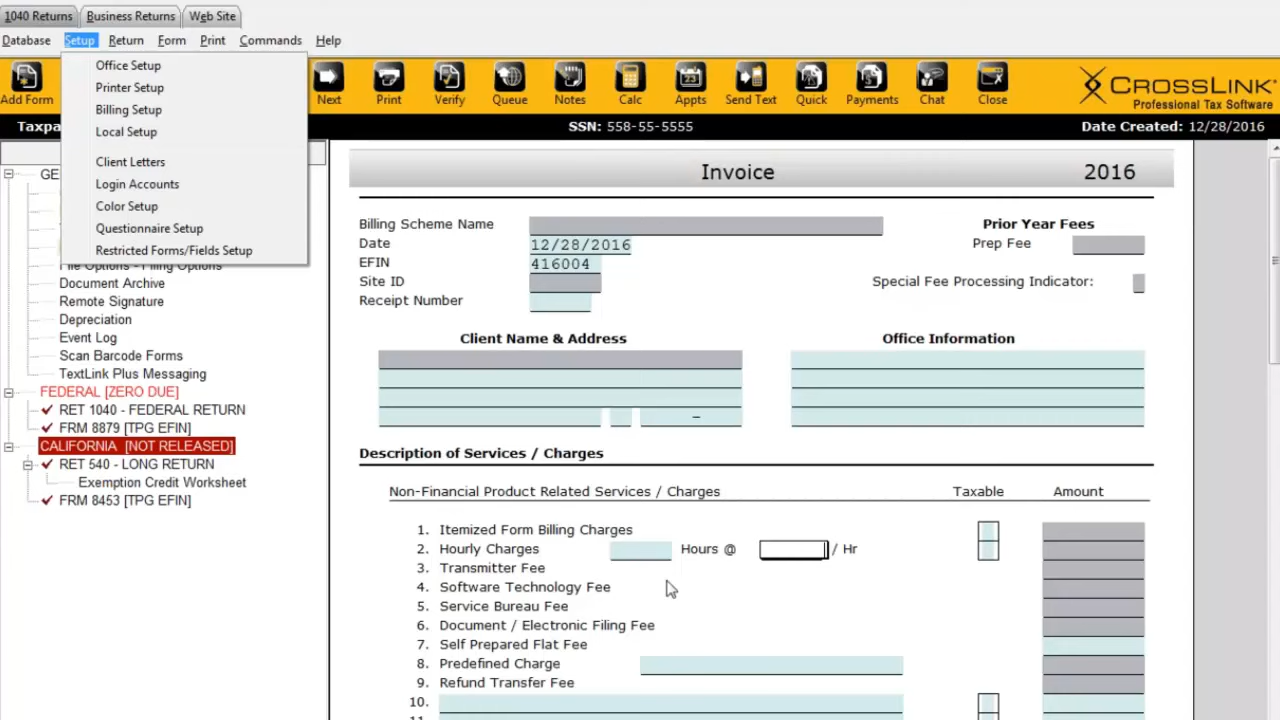 1040 Returns Business Returns Web Site
Database Setup Return Form Print Commands Help
Office Setup
Printer Setup
Billing Setup
Local Setup
Client Letters
Login Accounts
Color Setup
Questionnaire Setup
Restricted Forms/Fields Setup
Add Form Next Print Verify Queue Notes Calc Appts Send Text Quick Payments Chat Close
23
CROSSLINK
Professional Tax Software
Taxpa SSN: 558-55-5555 Date Created: 12/28/2016
GE
File Options - Filing Options
Document Archive
Remote Signature
Depreciation
Event Log
Scan Barcode Forms
TextLink Plus Messaging
FEDERAL [ZERO DUE]
RET 1040 - FEDERAL RETURN
FRM 8879 [TPG EFIN]
CALIFORNIA [NOT RELEASED]
RET 540 - LONG RETURN
Exemption Credit Worksheet
FRM 8453 [TPG EFIN]
Invoice 2016
Billing Scheme Name Prior Year Fees
Date 12/28/2016 Prep Fee
EFIN 416004
Site ID Special Fee Processing Indicator:
Receipt Number
Client Name & Address Office Information
–
Description of Services / Charges
Non-Financial Product Related Services / Charges Taxable Amount
1. Itemized Form Billing Charges
2. Hourly Charges Hours @ / Hr
3. Transmitter Fee
4. Software Technology Fee
5. Service Bureau Fee
6. Document / Electronic Filing Fee
7. Self Prepared Flat Fee
8. Predefined Charge
9. Refund Transfer Fee
10.
11.